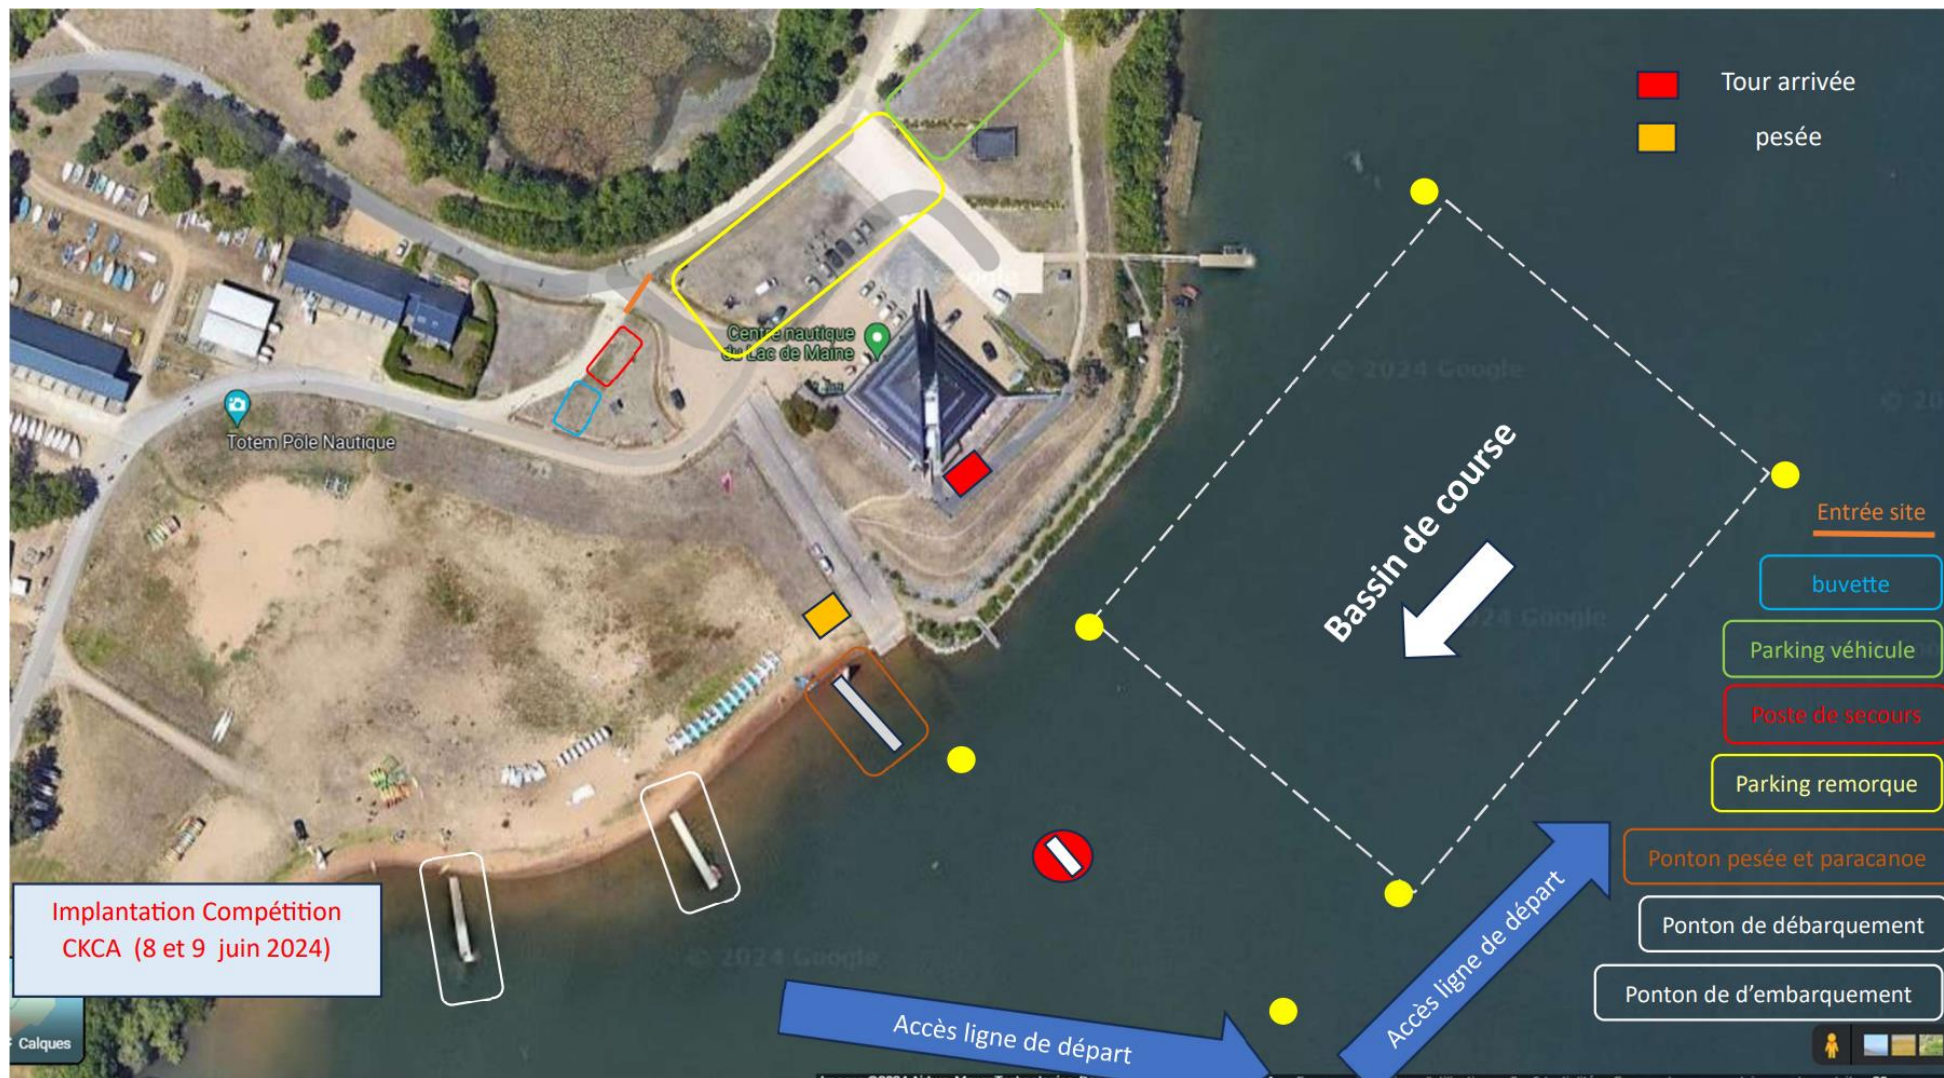 Tour arrivée
pesée
Centre nautique
du Lac de Maine
Totem Pôle Nautique
© 2024 Google
Bassin de course
2024 Google
Entrée site
buvette
Parking véhicule
Poste de secours
Parking remorque
Ponton pesée et paracanoe
Ponton de débarquement
Ponton de d'embarquement
Accès ligne de départ
Accès ligne de départ
© 2024 Google
Implantation Compétition
CKCA (8 et 9 juin 2024)
Calques